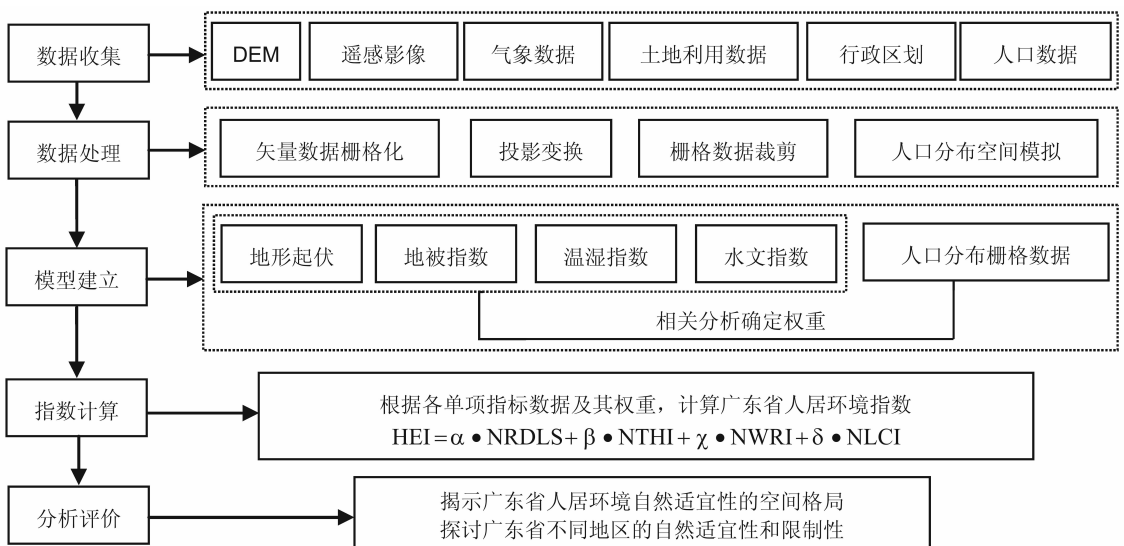 数据收集
DEM
遥感影像
气象数据
土地利用数据
行政区划
人口数据
数据处理
矢量数据栅格化
投影变换
栅格数据裁剪
人口分布空间模拟
模型建立
地形起伏
地被指数
温湿指数
水文指数
人口分布栅格数据
相关分析确定权重
指数计算
根据各单项指标数据及其权重，计算广东省人居环境指数
HEI=α•NRDLS+β•NTHI+χ•NWRI+δ•NLCI
分析评价
揭示广东省人居环境自然适宜性的空间格局
探讨广东省不同地区的自然适宜性和限制性